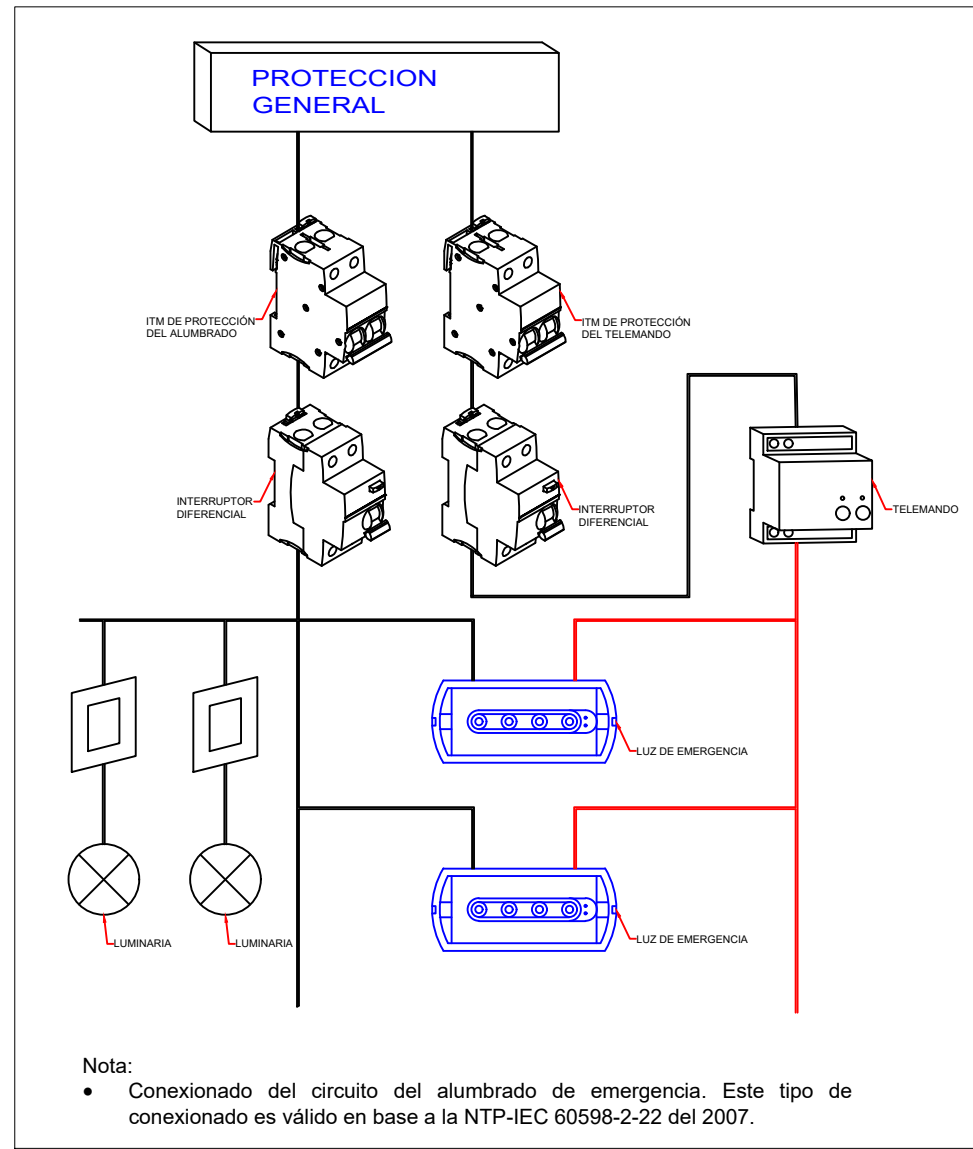 PROTECCION
GENERAL
ITM DE PROTECCIÓN
DEL ALUMBRADO
ITM DE PROTECCIÓN
DEL TELEMANDO
INTERRUPTOR
DIFERENCIAL
INTERRUPTOR
DIFERENCIAL
TELEMANDO
LUZ DE EMERGENCIA
LUMINARIA
LUMINARIA
LUZ DE EMERGENCIA
Nota:
• Conexionado del circuito del alumbrado de emergencia. Este tipo de
conexionado es válido en base a la NTP-IEC 60598-2-22 del 2007.